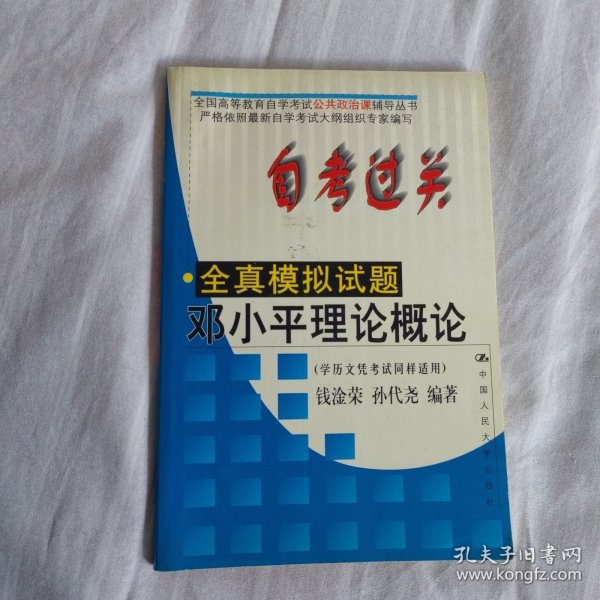 全国高等教育自学考试公共政治课辅导丛书
严格依照最新自学考试大纲组织专家编写
自考过关
·全真模拟试题
邓小平理论概论
(学历文凭考试同样适用)
钱淦荣 孙代尧 编著
中国人民大学出版社
孔夫子旧书网
www.kongfz.com